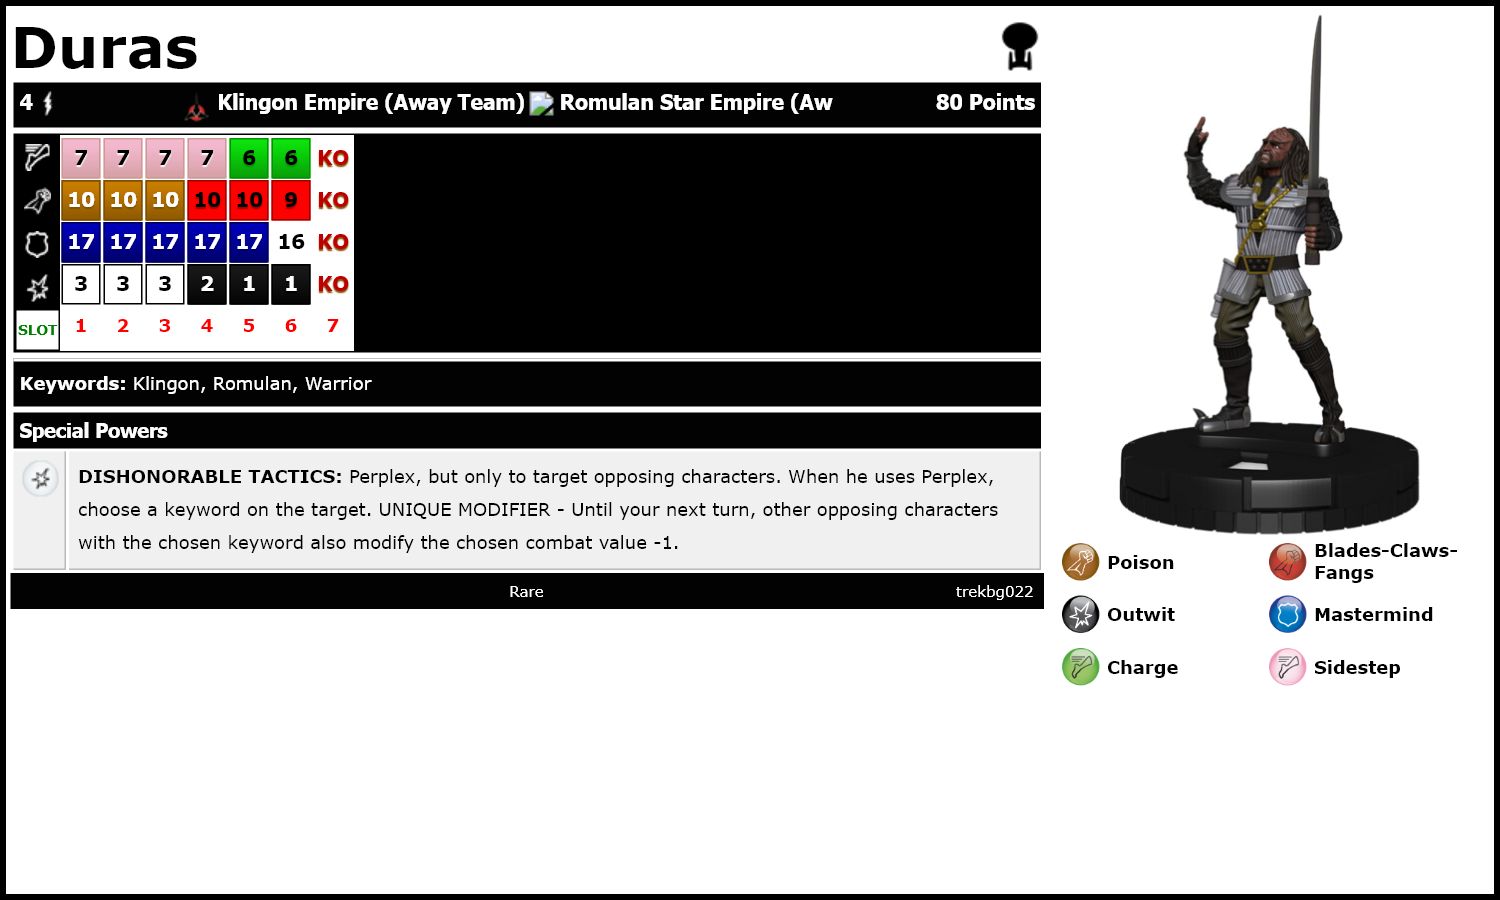 Duras
4 Klingon Empire (Away Team) Romulan Star Empire (Aw 80 Points
7 7 7 7 6 6 KO
10 10 10 10 10 9 KO
17 17 17 17 17 16 KO
3 3 3 2 1 1 KO
SLOT 1 2 3 4 5 6 7
Keywords: Klingon, Romulan, Warrior
Special Powers
DISHONORABLE TACTICS: Perplex, but only to target opposing characters. When he uses Perplex,
choose a keyword on the target. UNIQUE MODIFIER - Until your next turn, other opposing characters
with the chosen keyword also modify the chosen combat value -1.
Rare trekbg022
Poison
Blades-Claws-
Fangs
Outwit
Mastermind
Charge
Sidestep